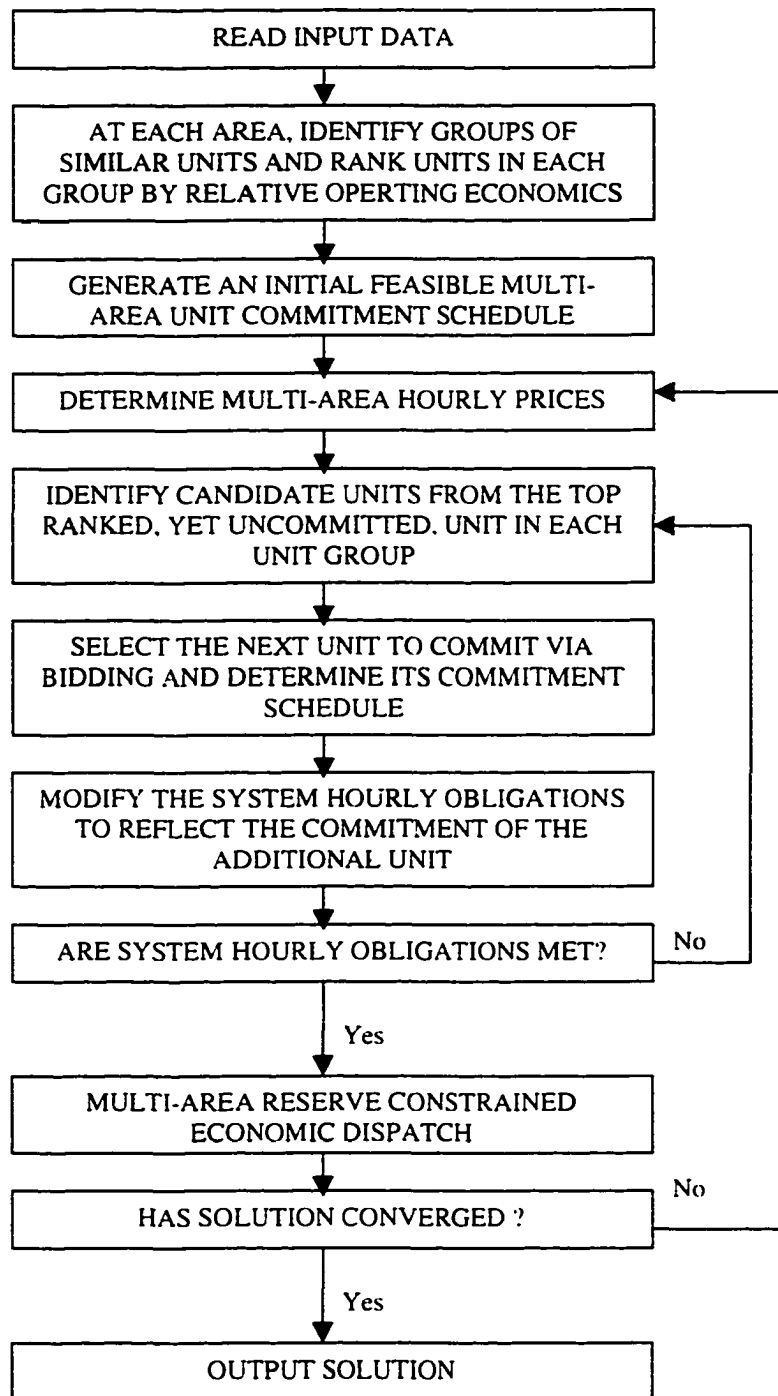 READ INPUT DATA
AT EACH AREA, IDENTIFY GROUPS OF
SIMILAR UNITS AND RANK UNITS IN EACH
GROUP BY RELATIVE OPERTING ECONOMICS
GENERATE AN INITIAL FEASIBLE MULTI-
AREA UNIT COMMITMENT SCHEDULE
DETERMINE MULTI-AREA HOURLY PRICES
IDENTIFY CANDIDATE UNITS FROM THE TOP
RANKED, YET UNCOMMITTED, UNIT IN EACH
UNIT GROUP
SELECT THE NEXT UNIT TO COMMIT VIA
BIDDING AND DETERMINE ITS COMMITMENT
SCHEDULE
MODIFY THE SYSTEM HOURLY OBLIGATIONS
TO REFLECT THE COMMITMENT OF THE
ADDITIONAL UNIT
ARE SYSTEM HOURLY OBLIGATIONS MET?
No
Yes
MULTI-AREA RESERVE CONSTRAINED
ECONOMIC DISPATCH
HAS SOLUTION CONVERGED ?
No
Yes
OUTPUT SOLUTION